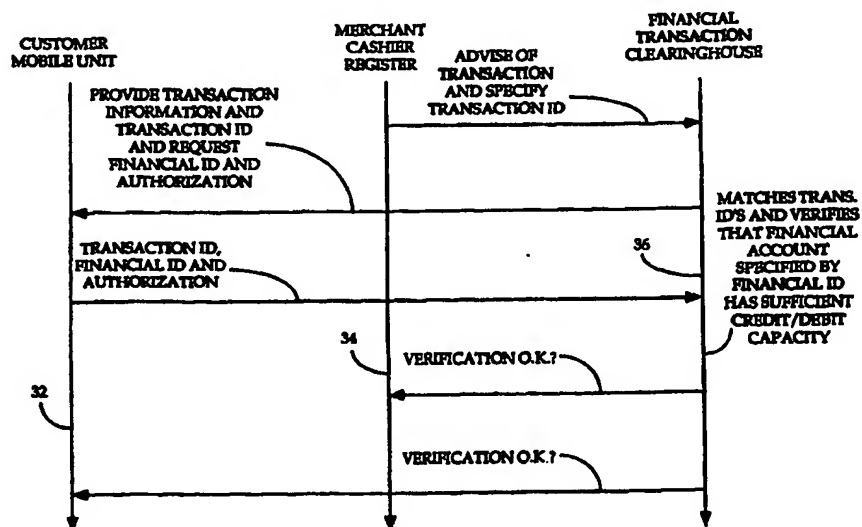 CUSTOMER
MOBILE UNIT
MERCHANT
CASHIER
REGISTER
FINANCIAL
TRANSACTION
CLEARINGHOUSE
ADVISE OF
TRANSACTION
AND SPECIFY
TRANSACTION ID
PROVIDE TRANSACTION
INFORMATION AND
TRANSACTION ID
AND REQUEST
FINANCIAL ID AND
AUTHORIZATION
MATCHES TRANS.
ID'S AND VERIFIES
THAT FINANCIAL
ACCOUNT
SPECIFIED BY
FINANCIAL ID
HAS SUFFICIENT
CREDIT/DEBIT
CAPACITY
TRANSACTION ID,
FINANCIAL ID AND
AUTHORIZATION
36
34
VERIFICATION O.K.?
32
VERIFICATION O.K.?